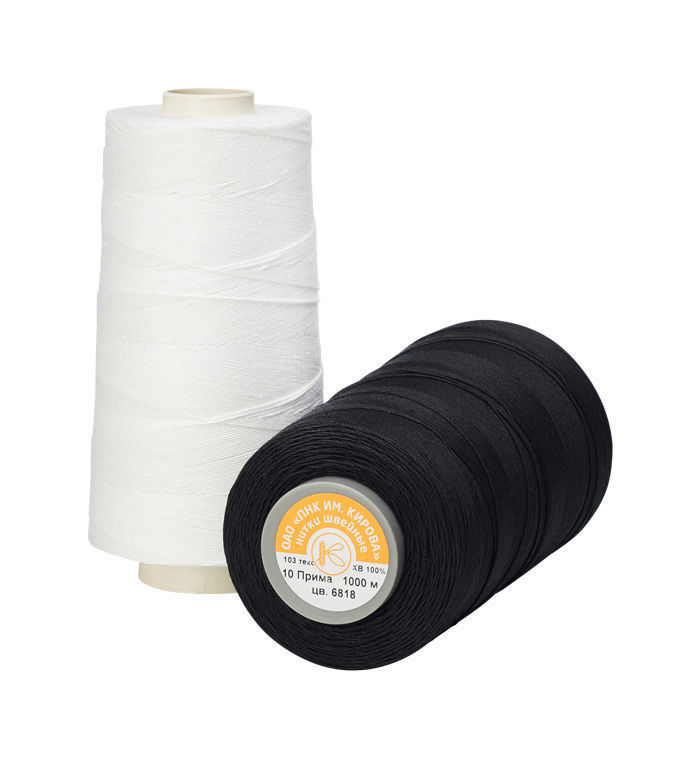 ОАО «ПНК ИМ. КИРОВА»
нитки швейные
103 текс ХВ 100%
10 Прима 1000 м
цв. 6818